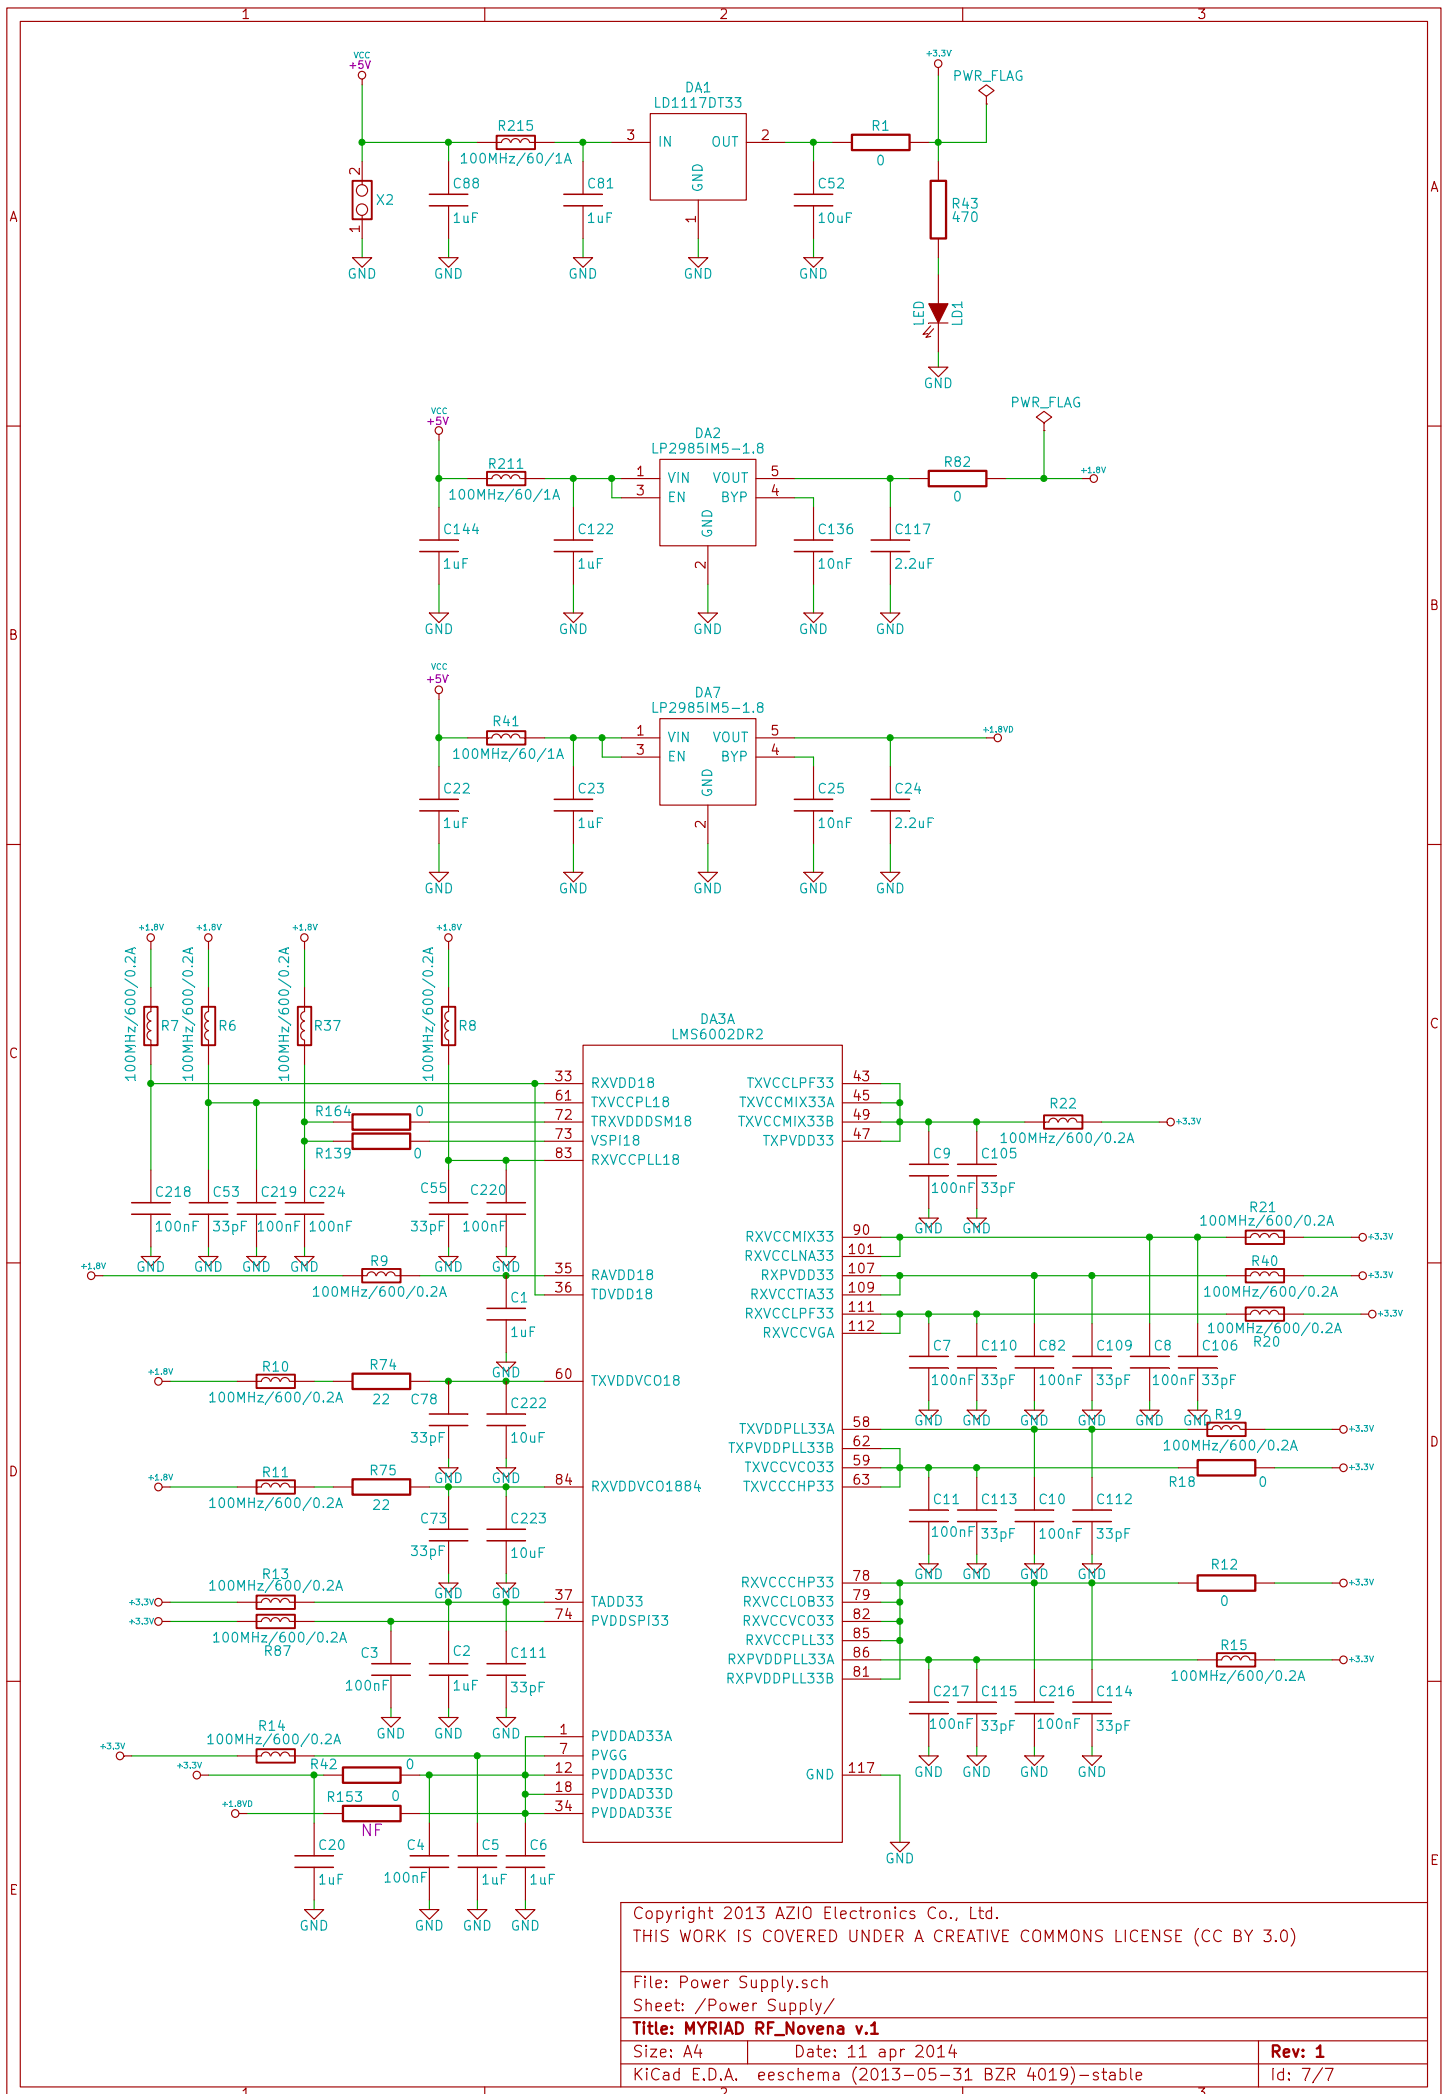 1 2 3
A
VCC
+5V
+3.3V
PWR_FLAG
DA1
LD1117DT33
R215
100MHz/60/1A
3 IN OUT 2
GND
1
R1
0
2
X2
1
C88
1uF
C81
1uF
C52
10uF
R43
470
GND GND GND GND GND
LED
LD1
GND
A
VCC
+5V
PWR_FLAG
DA2
LP2985IM5-1.8
R211
100MHz/60/1A
1 VIN VOUT 5
3 EN BYP 4
GND
2
R82
0
+1.8V
C144
1uF
C122
1uF
C136
10nF
C117
2.2uF
GND GND GND GND GND
B
B
VCC
+5V
DA7
LP2985IM5-1.8
R41
100MHz/60/1A
1 VIN VOUT 5
3 EN BYP 4
GND
2
+1.8VD
C22
1uF
C23
1uF
C25
10nF
C24
2.2uF
GND GND GND GND GND
+1.8V +1.8V +1.8V +1.8V
100MHz/600/0.2A
R7
100MHz/600/0.2A
R6
100MHz/600/0.2A
R37
100MHz/600/0.2A
R8
C
C
DA3A
LMS6002DR2
33 RXVDD18
61 TXVCCPL18
72 TRXVDDDSM18
73 VSPI18
83 RXVCCPLL18
R164 0
R139 0
C218
100nF
C53
33pF
C219
100nF
C224
100nF
C55
33pF
C220
100nF
GND GND GND GND GND GND
+1.8V
R9
100MHz/600/0.2A
35 RAVDD18
36 TDVDD18
C1
1uF
GND
+1.8V
R10
100MHz/600/0.2A
R74
22
60 TXVDDVCO18
C78
33pF
C222
10uF
GND GND
+1.8V
R11
100MHz/600/0.2A
R75
22
84 RXVDDVCO1884
C73
33pF
C223
10uF
GND GND
R13
100MHz/600/0.2A
+3.3V
37 TADD33
+3.3V
74 PVDDSPI33
100MHz/600/0.2A
R87
C3
100nF
C2
1uF
C111
33pF
GND GND GND
R14
100MHz/600/0.2A
+3.3V
+3.3V
R42 0
+1.8VD
R153 0
NF
1 PVDDAD33A
7 PVGG
12 PVDDAD33C
18 PVDDAD33D
34 PVDDAD33E
C20
1uF
C4
100nF
C5
1uF
C6
1uF
GND GND GND GND
TXVCCLPF33 43
TXVCCMIX33A 45
TXVCCMIX33B 49
TXPVDD33 47
R22
100MHz/600/0.2A
+3.3V
C9
100nF
C105
33pF
GND GND
RXVCCMIX33 90
RXVCCLNA33 101
RXPVDD33 107
RXVCCTIA33 109
RXVCCLPF33 111
RXVCCVGA 112
R21
100MHz/600/0.2A
+3.3V
R40
100MHz/600/0.2A
+3.3V
+3.3V
100MHz/600/0.2A
R20
C7
100nF
C110
33pF
C82
100nF
C109
33pF
C8
100nF
C106
33pF
GND GND GND GND GND GND
TXVDDPLL33A 58
TXPVDDPLL33B 62
TXVCCVCO33 59
TXVCCCHP33 63
R19
100MHz/600/0.2A
+3.3V
R18 0
+3.3V
C11
100nF
C113
33pF
C10
100nF
C112
33pF
GND GND GND GND
RXVCCCHP33 78
RXVCCLOB33 79
RXVCCVCO33 82
RXVCCPLL33 85
RXPVDDPLL33A 86
RXPVDDPLL33B 81
R12
0
+3.3V
R15
100MHz/600/0.2A
+3.3V
C217
100nF
C115
33pF
C216
100nF
C114
33pF
GND GND GND GND
GND 117
GND
D
D
E
E
Copyright 2013 AZIO Electronics Co., Ltd.
THIS WORK IS COVERED UNDER A CREATIVE COMMONS LICENSE (CC BY 3.0)
File: Power Supply.sch
Sheet: /Power Supply/
Title: MYRIAD RF_Novena v.1
Size: A4 Date: 11 apr 2014 Rev: 1
KiCad E.D.A. eeschema (2013-05-31 BZR 4019)-stable Id: 7/7
1 2 3